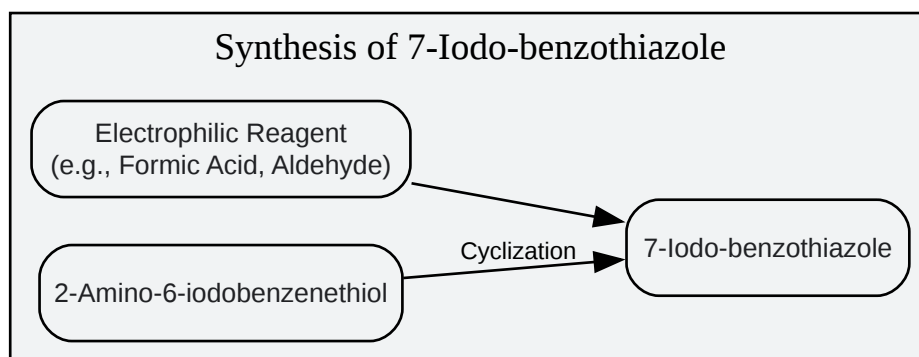 Synthesis of 7-Iodo-benzothiazole
Electrophilic Reagent
(e.g., Formic Acid, Aldehyde)
Cyclization
7-Iodo-benzothiazole
2-Amino-6-iodobenzenethiol